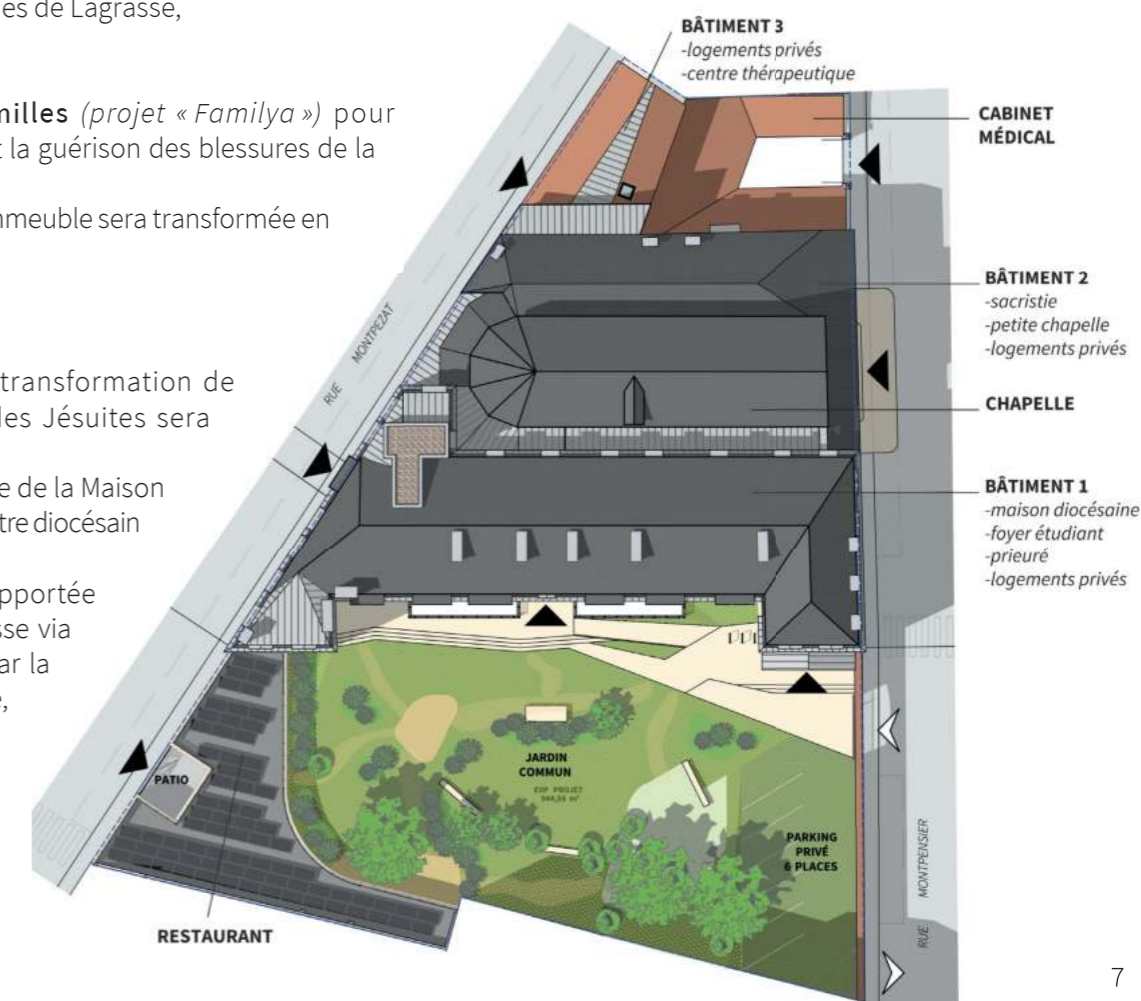 es de Lagrasse,
milles (projet « Familya ») pour
t la guérison des blessures de la
mmeuble sera transformée en
transformation de
des Jésuites sera
e de la Maison
tre diocésain
pportée
sse via
ar la
e,
BÂTIMENT 3
-logements privés
-centre thérapeutique
CABINET
MÉDICAL
BÂTIMENT 2
-sacristie
-petite chapelle
-logements privés
CHAPELLE
BÂTIMENT 1
-maison diocésaine
-foyer étudiant
-prieuré
-logements privés
RUE MONTPEZAT
PATIO
JARDIN
COMMUN
EVP PROJET
PARKING
PRIVÉ
6 PLACES
RUE MONTPENSIER
RESTAURANT
7